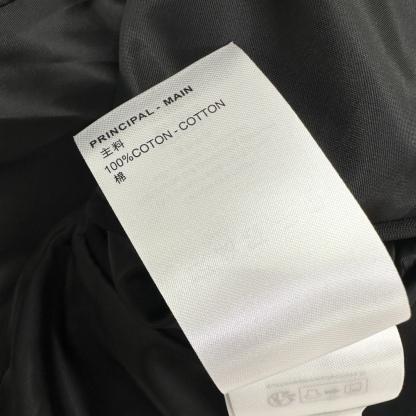 PRINCIPAL - MAIN
主料
100%COTON - COTTON
棉